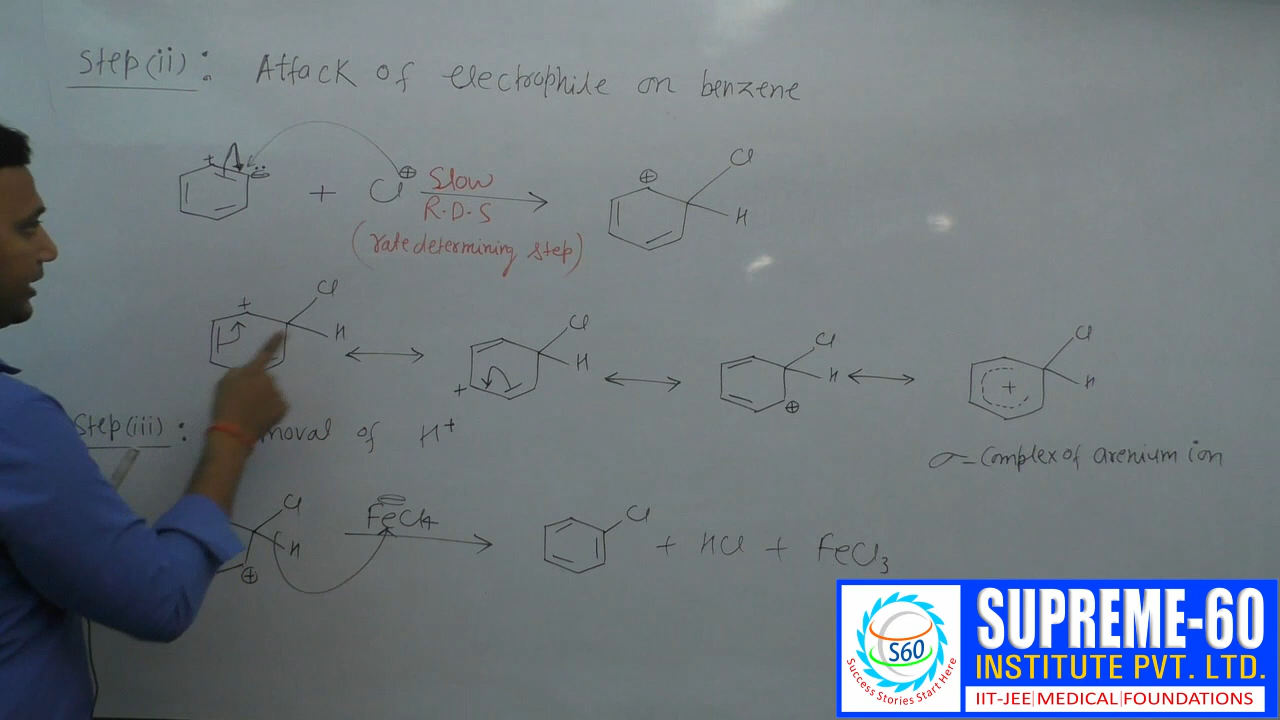 Step(ii): Attack of electrophile on benzene
+ .. + Cl ⊕ Slow ⊕ Cl
R.D.S H
(rate determining step)
+ Cl H Cl H Cl H Cl H
+ ⊕ +
σ-Complex of arenium ion
Step(iii): moval of H+
Cl H ⊕ FeCl4 ⊖ Cl + HCl + FeCl3
S60
Success Stories Start Here
SUPREME-60
INSTITUTE PVT. LTD.
IIT-JEE|MEDICAL|FOUNDATIONS